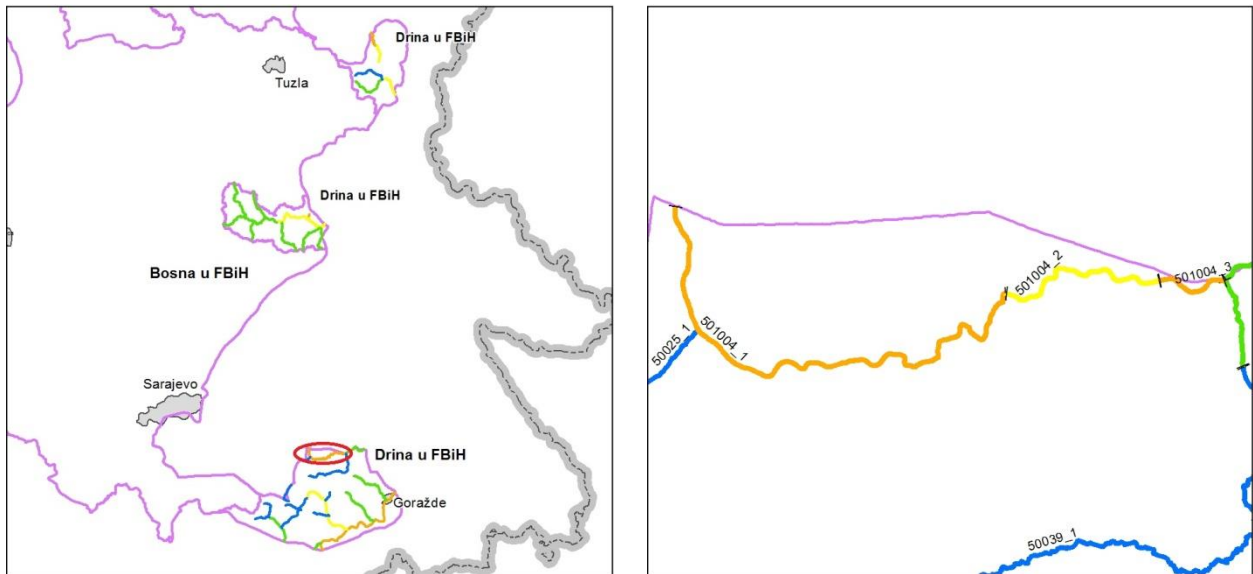 Drina u FBiH
Tuzla
Drina u FBiH
Bosna u FBiH
Sarajevo
Drina u FBiH
Goražde
501004_2
501004_3
50025_1
501004_1
50039_1